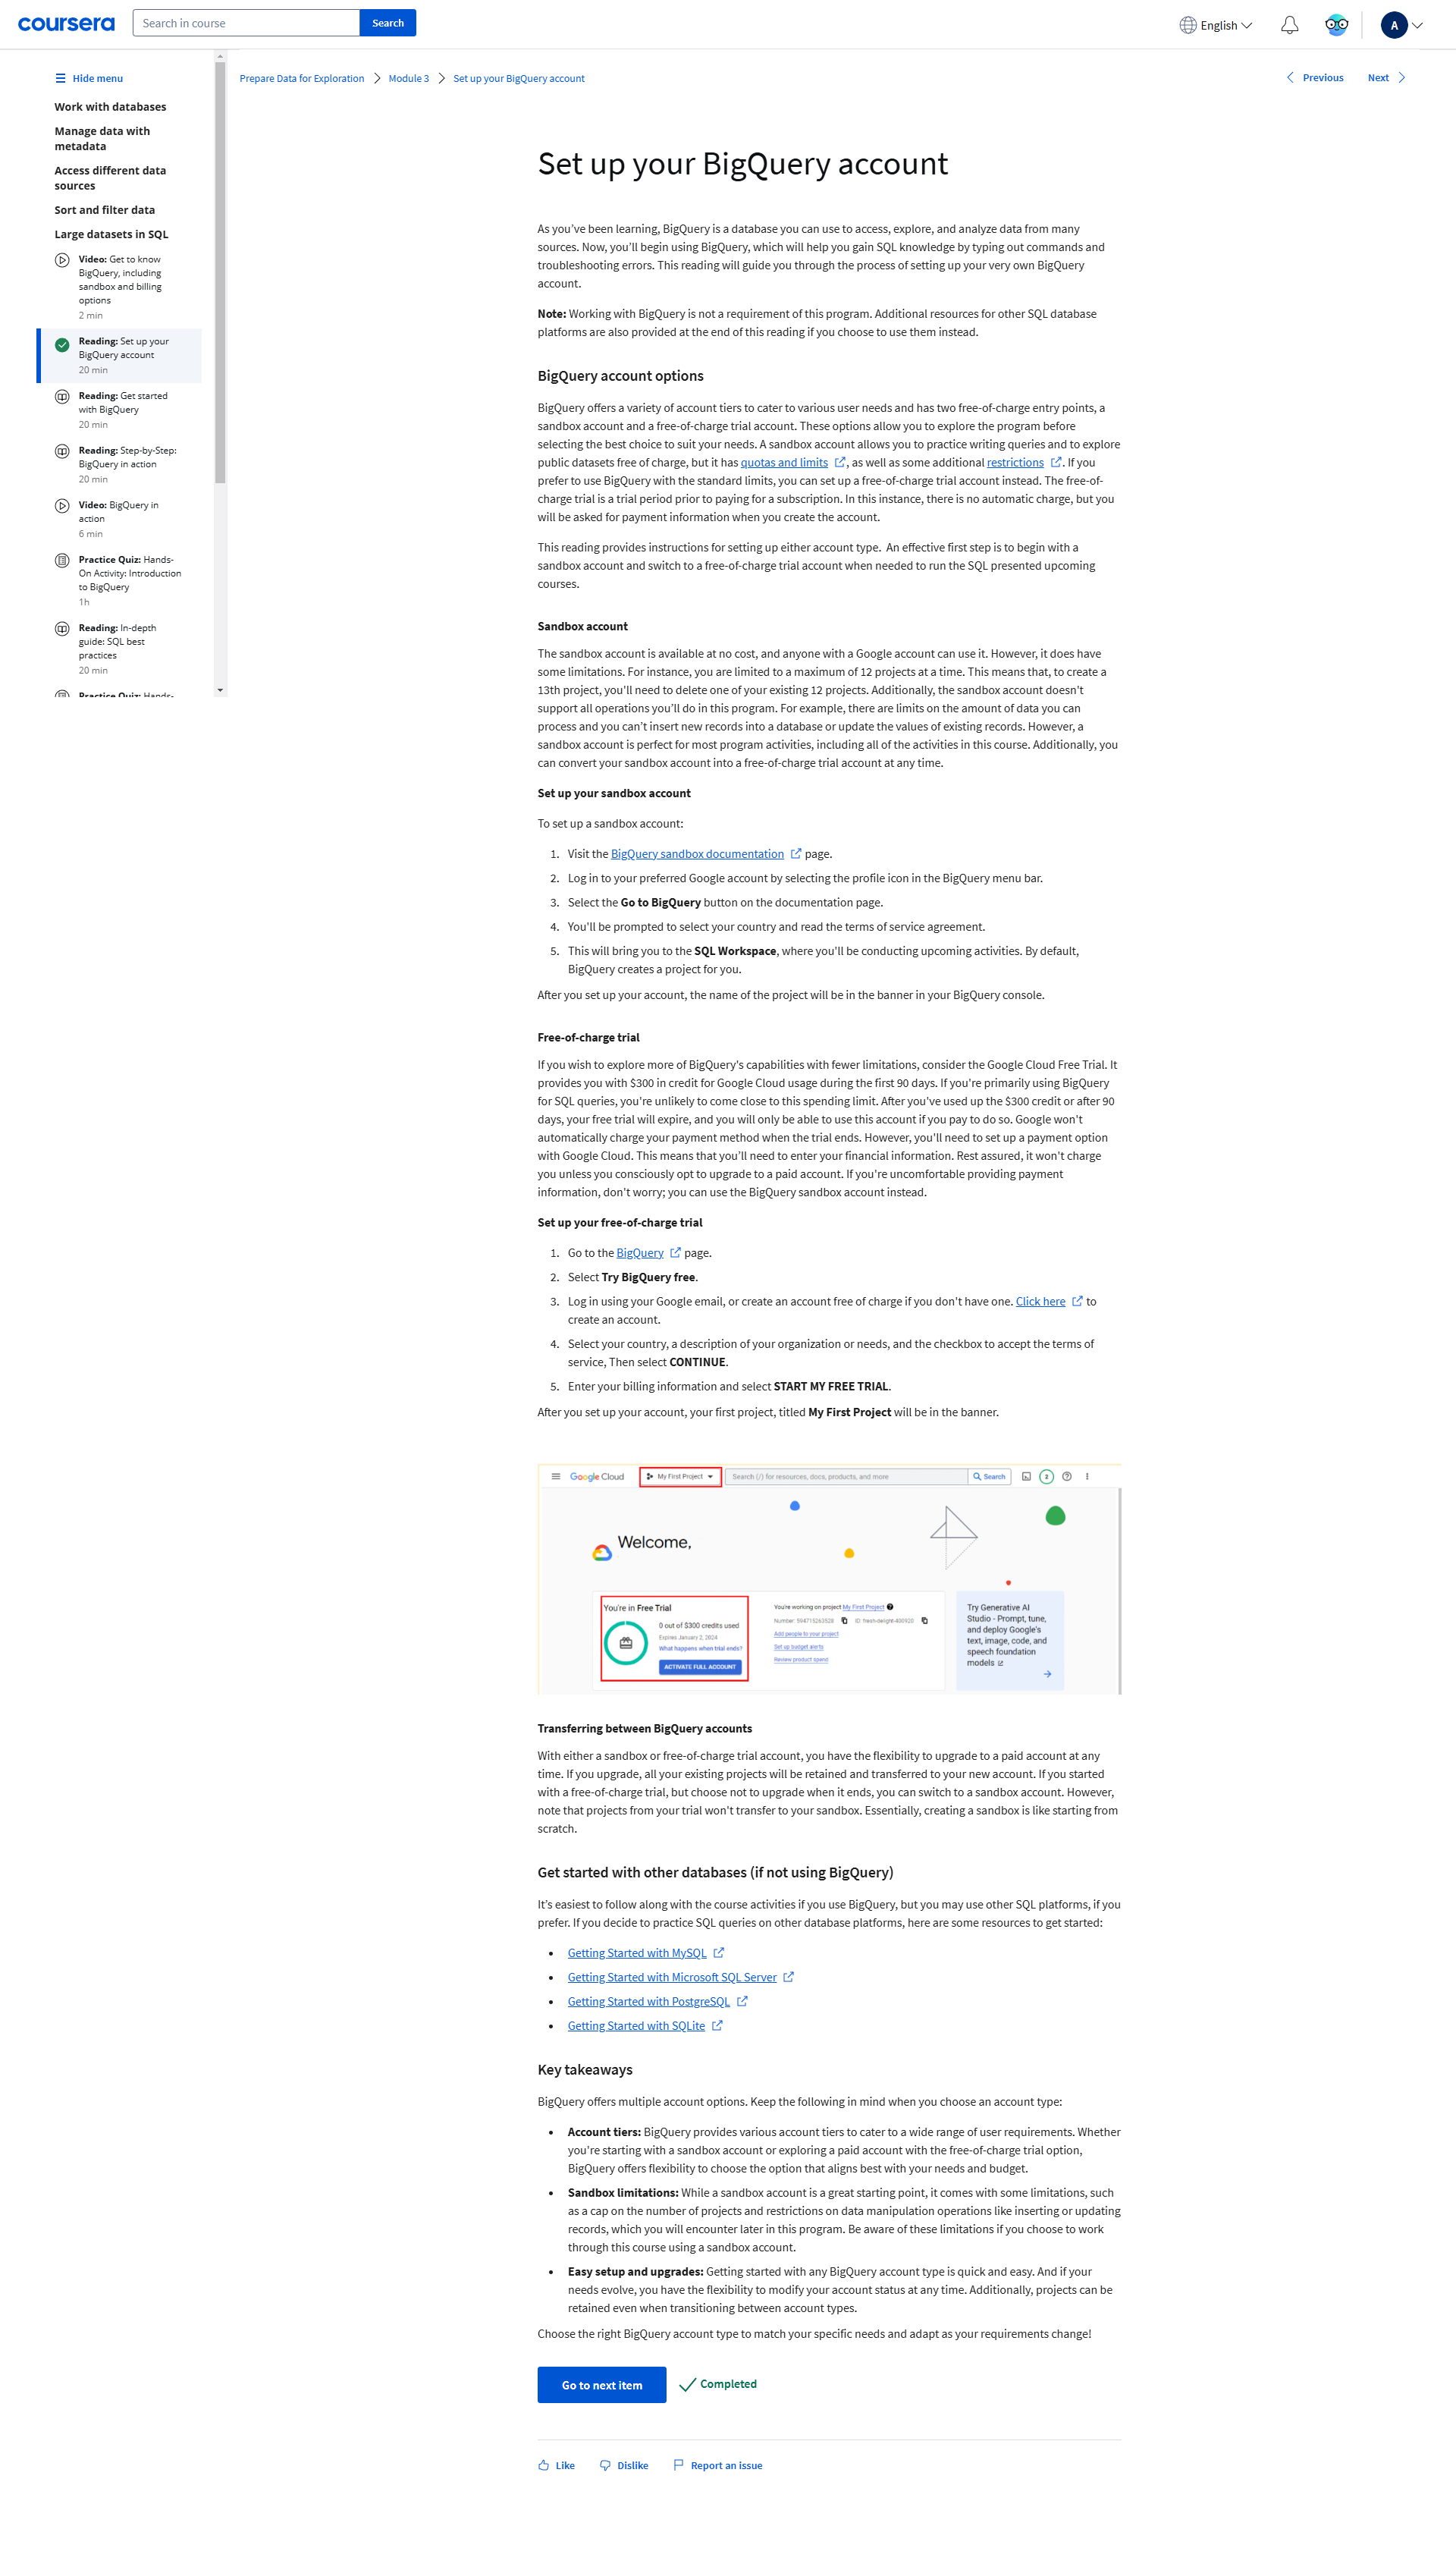 coursera
Search in course
Search
English
A
Hide menu
Prepare Data for Exploration
Module 3
Set up your BigQuery account
Previous
Next
Work with databases
Manage data with
metadata
Access different data
sources
Sort and filter data
Large datasets in SQL
Video: Get to know
BigQuery, including
sandbox and billing
options
2 min
Reading: Set up your
BigQuery account
20 min
Reading: Get started
with BigQuery
20 min
Reading: Step-by-Step:
BigQuery in action
20 min
Video: BigQuery in
action
6 min
Practice Quiz: Hands-
On Activity: Introduction
to BigQuery
1h
Reading: In-depth
guide: SQL best
practices
20 min
Practice Quiz: Hands-
Set up your BigQuery account
As you’ve been learning, BigQuery is a database you can use to access, explore, and analyze data from many
sources. Now, you’ll begin using BigQuery, which will help you gain SQL knowledge by typing out commands and
troubleshooting errors. This reading will guide you through the process of setting up your very own BigQuery
account.
Note: Working with BigQuery is not a requirement of this program. Additional resources for other SQL database
platforms are also provided at the end of this reading if you choose to use them instead.
BigQuery account options
BigQuery offers a variety of account tiers to cater to various user needs and has two free-of-charge entry points, a
sandbox account and a free-of-charge trial account. These options allow you to explore the program before
selecting the best choice to suit your needs. A sandbox account allows you to practice writing queries and to explore
public datasets free of charge, but it has quotas and limits, as well as some additional restrictions. If you
prefer to use BigQuery with the standard limits, you can set up a free-of-charge trial account instead. The free-of-
charge trial is a trial period prior to paying for a subscription. In this instance, there is no automatic charge, but you
will be asked for payment information when you create the account.
This reading provides instructions for setting up either account type.  An effective first step is to begin with a
sandbox account and switch to a free-of-charge trial account when needed to run the SQL presented upcoming
courses.
Sandbox account
The sandbox account is available at no cost, and anyone with a Google account can use it. However, it does have
some limitations. For instance, you are limited to a maximum of 12 projects at a time. This means that, to create a
13th project, you'll need to delete one of your existing 12 projects. Additionally, the sandbox account doesn't
support all operations you’ll do in this program. For example, there are limits on the amount of data you can
process and you can’t insert new records into a database or update the values of existing records. However, a
sandbox account is perfect for most program activities, including all of the activities in this course. Additionally, you
can convert your sandbox account into a free-of-charge trial account at any time.
Set up your sandbox account
To set up a sandbox account:
1. Visit the BigQuery sandbox documentation page.
2. Log in to your preferred Google account by selecting the profile icon in the BigQuery menu bar.
3. Select the Go to BigQuery button on the documentation page.
4. You'll be prompted to select your country and read the terms of service agreement.
5. This will bring you to the SQL Workspace, where you'll be conducting upcoming activities. By default,
BigQuery creates a project for you.
After you set up your account, the name of the project will be in the banner in your BigQuery console.
Free-of-charge trial
If you wish to explore more of BigQuery's capabilities with fewer limitations, consider the Google Cloud Free Trial. It
provides you with $300 in credit for Google Cloud usage during the first 90 days. If you're primarily using BigQuery
for SQL queries, you're unlikely to come close to this spending limit. After you've used up the $300 credit or after 90
days, your free trial will expire, and you will only be able to use this account if you pay to do so. Google won't
automatically charge your payment method when the trial ends. However, you'll need to set up a payment option
with Google Cloud. This means that you’ll need to enter your financial information. Rest assured, it won't charge
you unless you consciously opt to upgrade to a paid account. If you're uncomfortable providing payment
information, don't worry; you can use the BigQuery sandbox account instead.
Set up your free-of-charge trial
1. Go to the BigQuery page.
2. Select Try BigQuery free.
3. Log in using your Google email, or create an account free of charge if you don't have one. Click here to
create an account.
4. Select your country, a description of your organization or needs, and the checkbox to accept the terms of
service, Then select CONTINUE.
5. Enter your billing information and select START MY FREE TRIAL.
After you set up your account, your first project, titled My First Project will be in the banner.
Google Cloud
My First Project
Search (/) for resources, docs, products, and more
Search
Welcome,
You're in Free Trial
0 out of $300 credits used
Expires January 2, 2024
What happens when trial ends?
ACTIVATE FULL ACCOUNT
You're working on project My First Project
Add people to your project
Set up budget alerts
Review product spend
Try Generative AI
Studio - Prompt, tune,
and deploy Google's
text, image, code, and
speech foundation
models
Transferring between BigQuery accounts
With either a sandbox or free-of-charge trial account, you have the flexibility to upgrade to a paid account at any
time. If you upgrade, all your existing projects will be retained and transferred to your new account. If you started
with a free-of-charge trial, but choose not to upgrade when it ends, you can switch to a sandbox account. However,
note that projects from your trial won't transfer to your sandbox. Essentially, creating a sandbox is like starting from
scratch.
Get started with other databases (if not using BigQuery)
It’s easiest to follow along with the course activities if you use BigQuery, but you may use other SQL platforms, if you
prefer. If you decide to practice SQL queries on other database platforms, here are some resources to get started:
• Getting Started with MySQL
• Getting Started with Microsoft SQL Server
• Getting Started with PostgreSQL
• Getting Started with SQLite
Key takeaways
BigQuery offers multiple account options. Keep the following in mind when you choose an account type:
• Account tiers: BigQuery provides various account tiers to cater to a wide range of user requirements. Whether
you're starting with a sandbox account or exploring a paid account with the free-of-charge trial option,
BigQuery offers flexibility to choose the option that aligns best with your needs and budget.
• Sandbox limitations: While a sandbox account is a great starting point, it comes with some limitations, such
as a cap on the number of projects and restrictions on data manipulation operations like inserting or updating
records, which you will encounter later in this program. Be aware of these limitations if you choose to work
through this course using a sandbox account.
• Easy setup and upgrades: Getting started with any BigQuery account type is quick and easy. And if your
needs evolve, you have the flexibility to modify your account status at any time. Additionally, projects can be
retained even when transitioning between account types.
Choose the right BigQuery account type to match your specific needs and adapt as your requirements change!
Go to next item
Completed
Like
Dislike
Report an issue